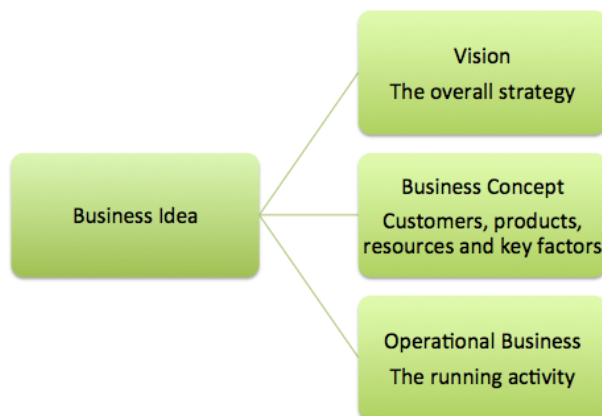 Vision
The overall strategy
Business Idea
Business Concept
Customers, products,
resources and key factors
Operational Business
The running activity